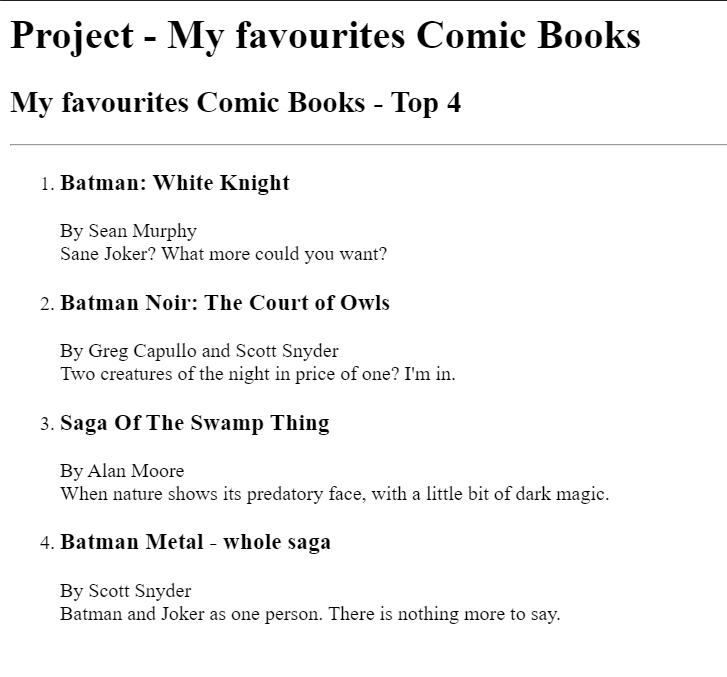 Project - My favourites Comic Books
My favourites Comic Books - Top 4
1. Batman: White Knight
By Sean Murphy
Sane Joker? What more could you want?
2. Batman Noir: The Court of Owls
By Greg Capullo and Scott Snyder
Two creatures of the night in price of one? I'm in.
3. Saga Of The Swamp Thing
By Alan Moore
When nature shows its predatory face, with a little bit of dark magic.
4. Batman Metal - whole saga
By Scott Snyder
Batman and Joker as one person. There is nothing more to say.